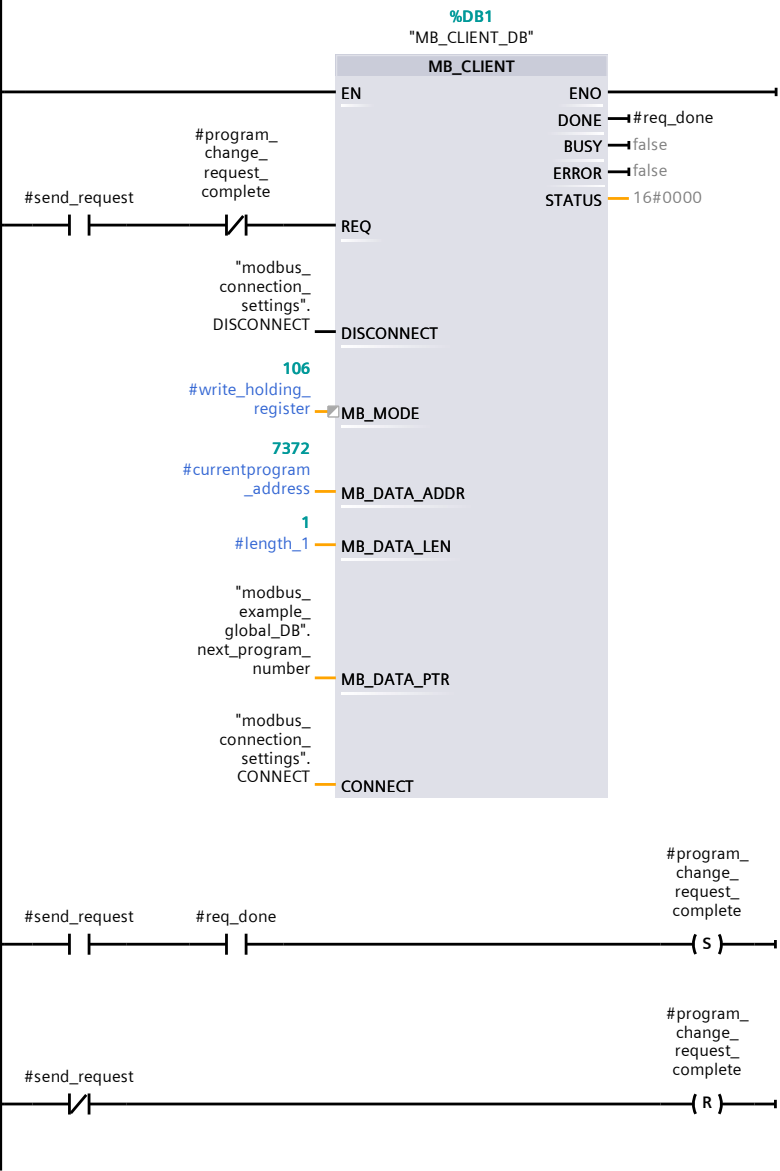 %DB1
"MB_CLIENT_DB"
MB_CLIENT
EN
ENO
DONE
#req_done
BUSY
false
ERROR
false
STATUS
16#0000
#send_request
#program_
change_
request_
complete
REQ
"modbus_
connection_
settings".
DISCONNECT
DISCONNECT
106
#write_holding_
register
MB_MODE
7372
#currentprogram
_address
MB_DATA_ADDR
1
#length_1
MB_DATA_LEN
"modbus_
example_
global_DB".
next_program_
number
MB_DATA_PTR
"modbus_
connection_
settings".
CONNECT
CONNECT
#send_request
#req_done
#program_
change_
request_
complete
S
#send_request
#program_
change_
request_
complete
R